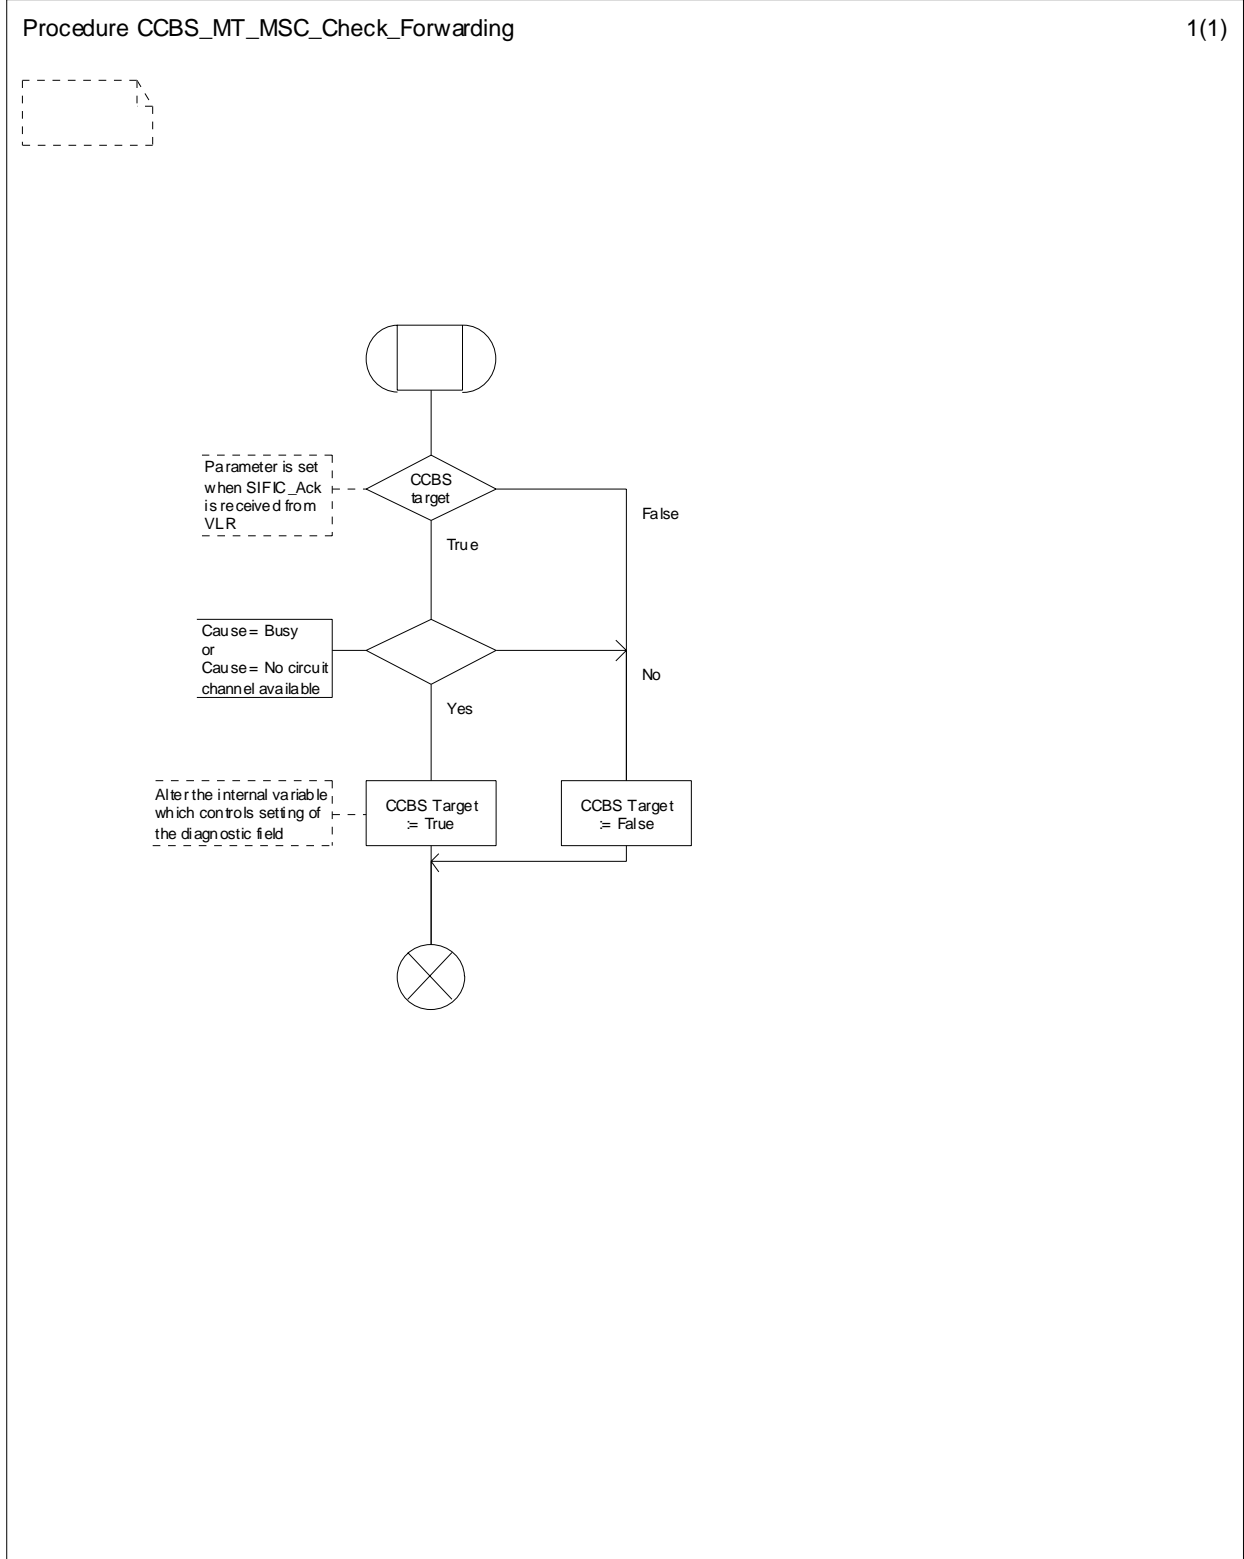 Procedure CCBS_MT_MSC_Check_Forwarding
1(1)
Parameter is set
when SIFIC_Ack
is received from
VLR
CCBS
target
False
True
Cause= Busy
or
Cause= No circuit
channel available
No
Yes
Alter the internal variable
which controls setting of
the diagnostic field
CCBS Target
:= True
CCBS Target
:= False